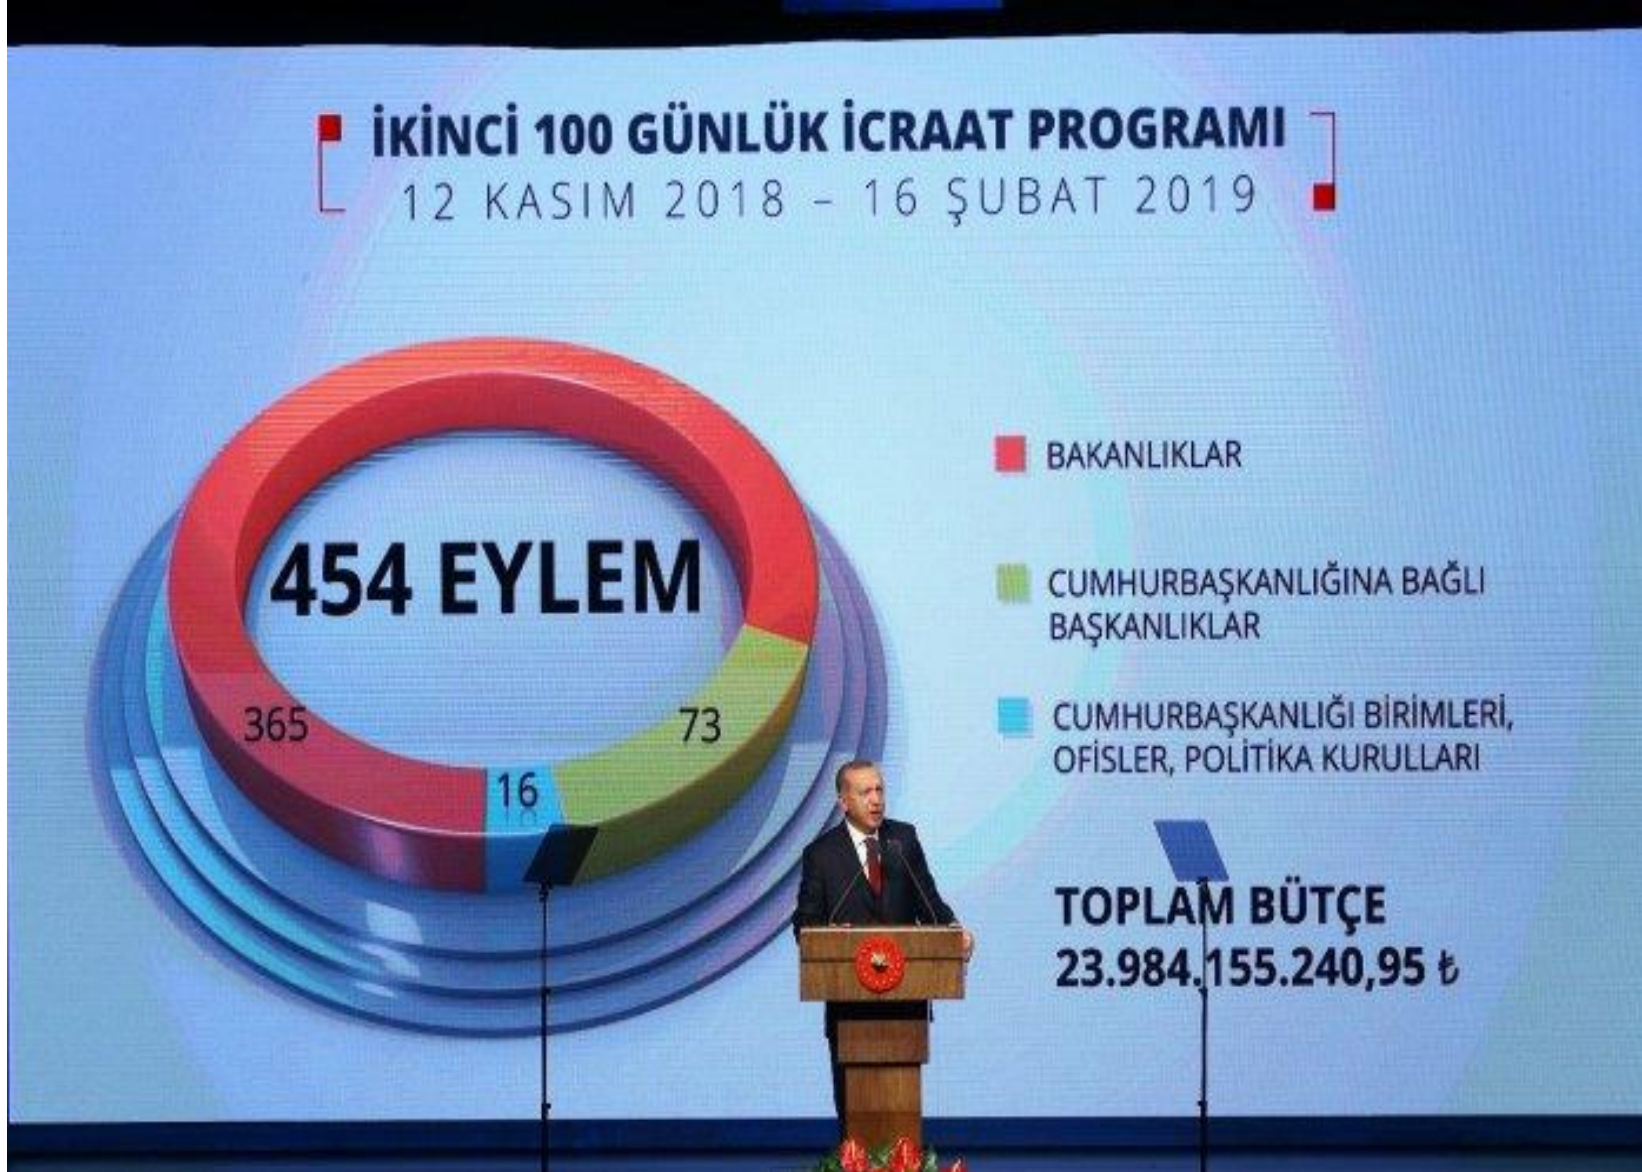 İKİNCİ 100 GÜNLÜK İCRAAT PROGRAMI
12 KASIM 2018 – 16 ŞUBAT 2019
454 EYLEM
365
16
73
BAKANLIKLAR
CUMHURBAŞKANLIĞINA BAĞLI
BAŞKANLIKLAR
CUMHURBAŞKANLIĞI BİRİMLERİ,
OFİSLER, POLİTİKA KURULLARI
TOPLAM BÜTÇE
23.984.155.240,95 ₺